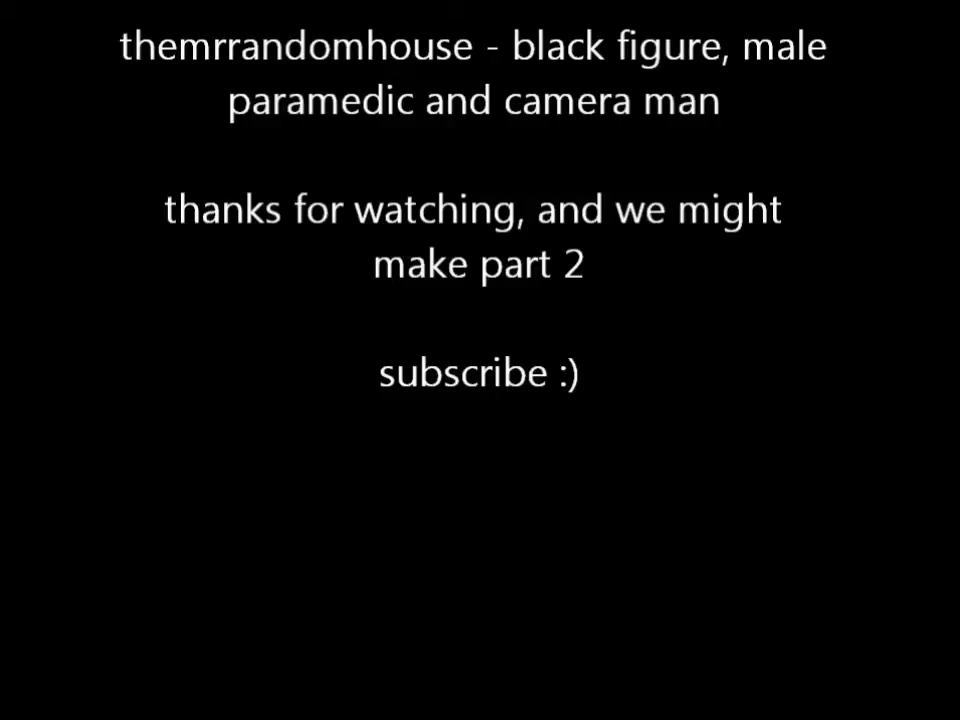 themrrandomhouse - black figure, male
paramedic and camera man
thanks for watching, and we might
make part 2
subscribe :)